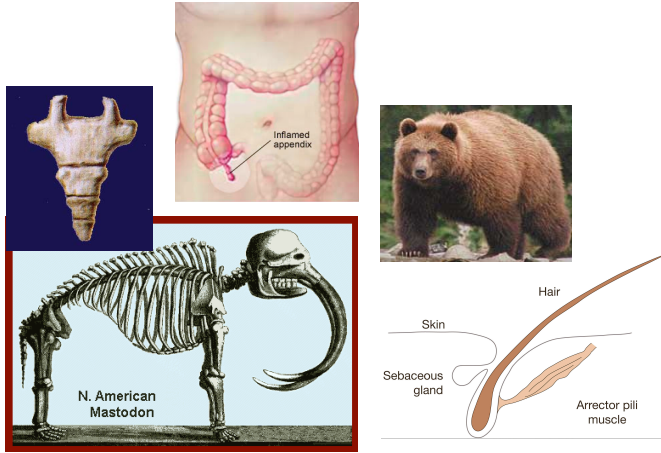 Inflamed
appendix
N. American
Mastodon
Hair
Skin
Sebaceous
gland
Arrector pili
muscle